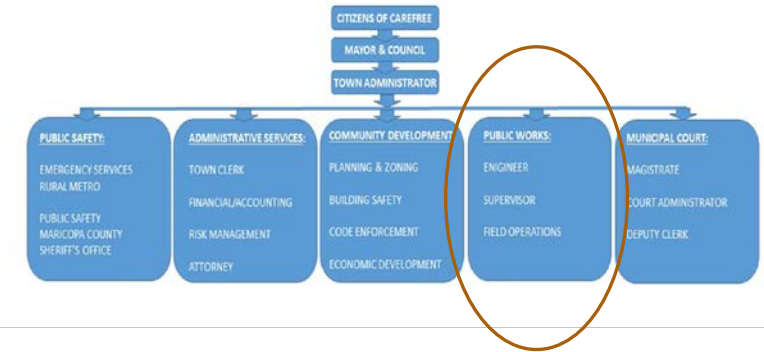 CITIZENS OF CAREFREE
MAYOR & COUNCIL
TOWN ADMINISTRATOR
PUBLIC SAFETY:
EMERGENCY SERVICES
RURAL METRO
PUBLIC SAFETY
MARICOPA COUNTY
SHERIFF'S OFFICE
ADMINISTRATIVE SERVICES:
TOWN CLERK
FINANCIAL/ACCOUNTING
RISK MANAGEMENT
ATTORNEY
COMMUNITY DEVELOPMENT
PLANNING & ZONING
BUILDING SAFETY
CODE ENFORCEMENT
ECONOMIC DEVELOPMENT
PUBLIC WORKS:
ENIGINEER
SUPERVISOR
FIELD OPERATIONS
MUNICIPAL COURT:
MAGISTRATE
COURT ADMINISTRATOR
DEPUTY CLERK